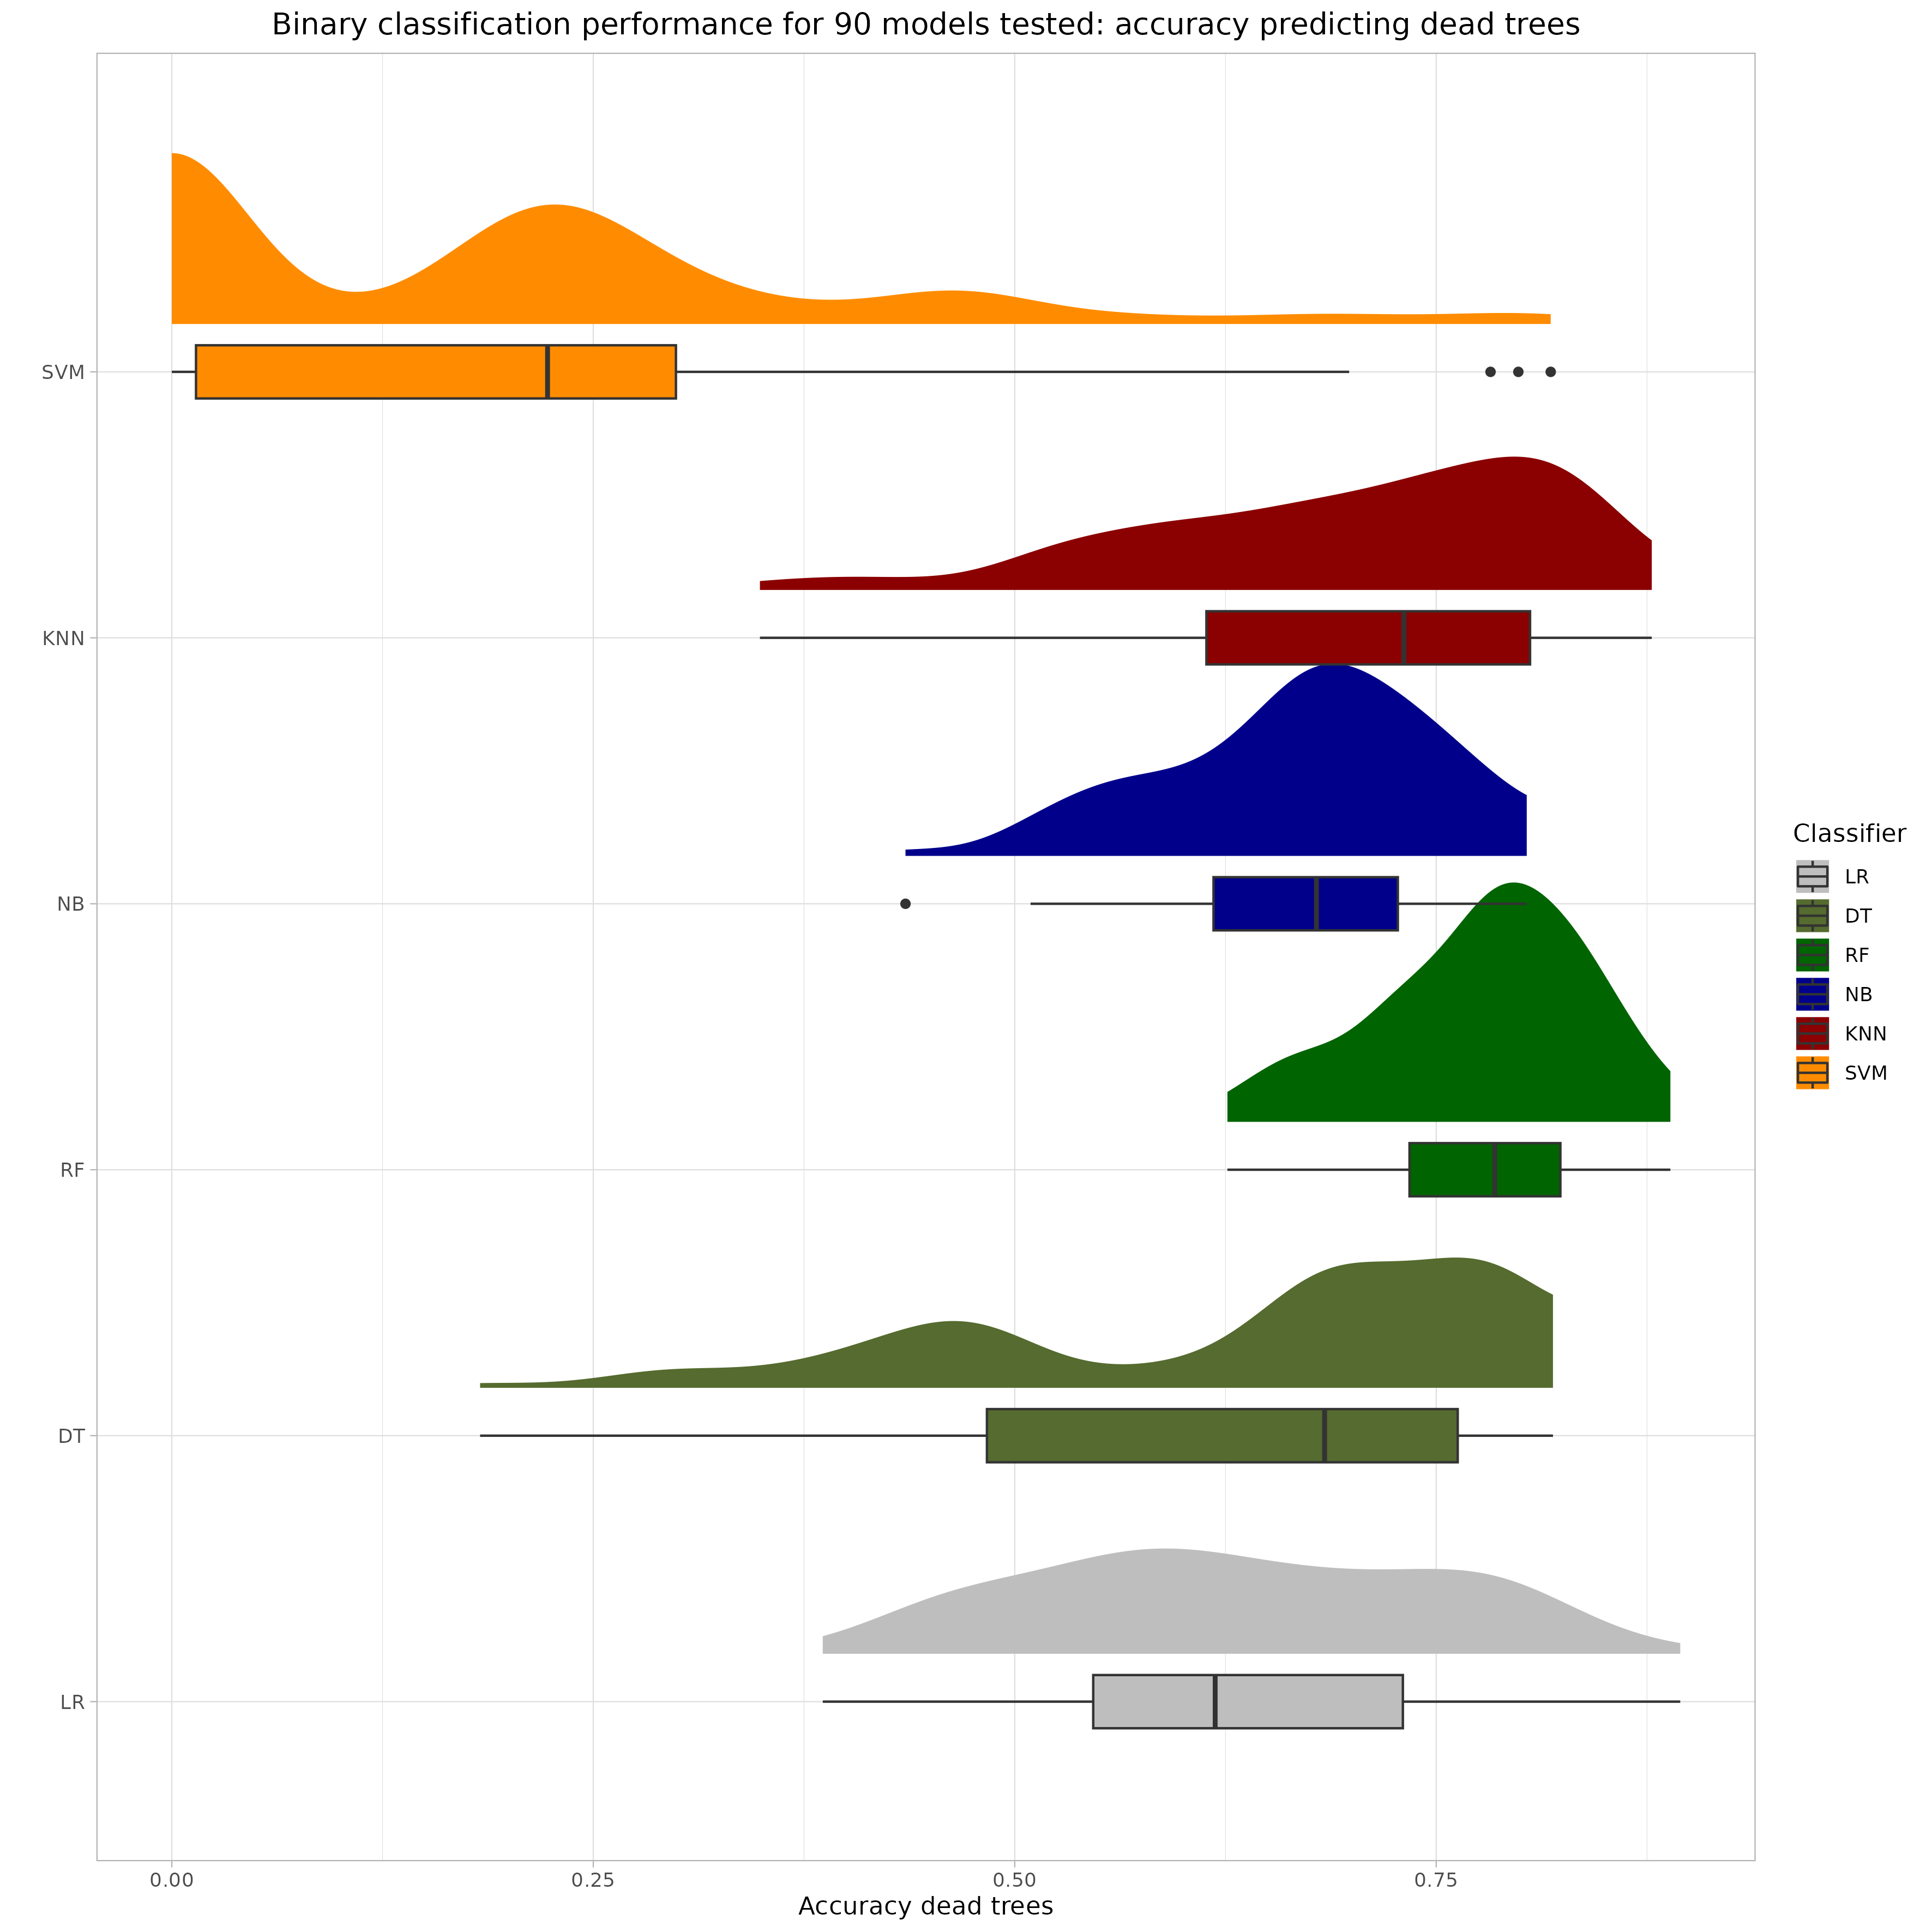 Binary classification performance for 90 models tested: accuracy predicting dead trees
SVM
KNN
NB
RF
DT
LR
0.00
0.25
0.50
0.75
Accuracy dead trees
Classifier
LR
DT
RF
NB
KNN
SVM